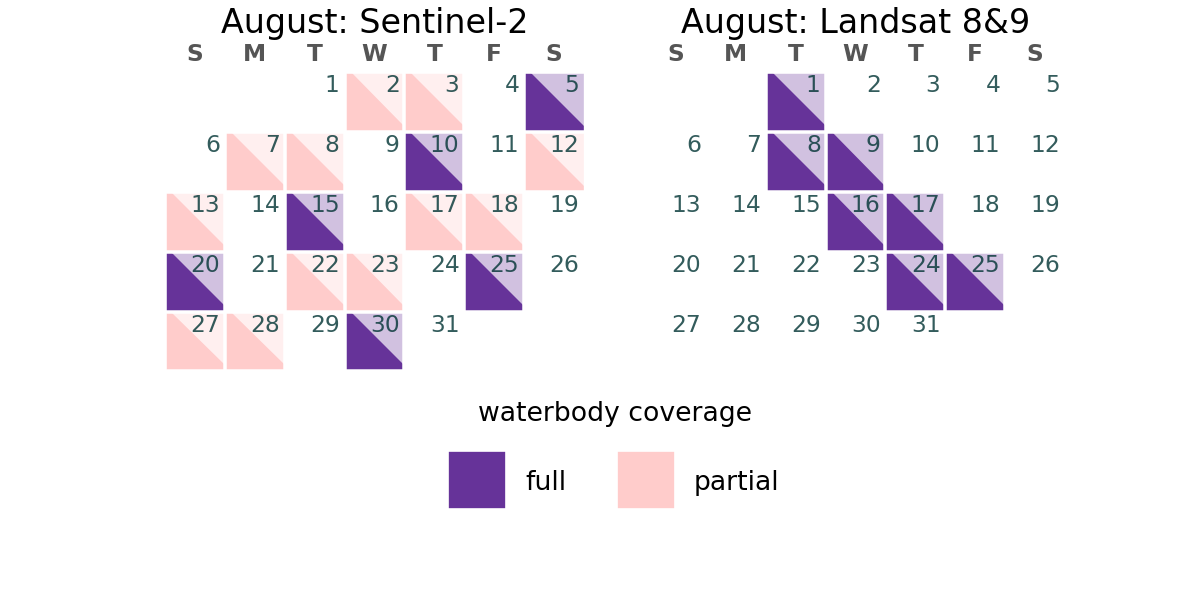 August: Sentinel-2
S M T W T F S
1 2 3 4 5
6 7 8 9 10 11 12
13 14 15 16 17 18 19
20 21 22 23 24 25 26
27 28 29 30 31
August: Landsat 8&9
S M T W T F S
1 2 3 4 5
6 7 8 9 10 11 12
13 14 15 16 17 18 19
20 21 22 23 24 25 26
27 28 29 30 31
waterbody coverage
full
partial